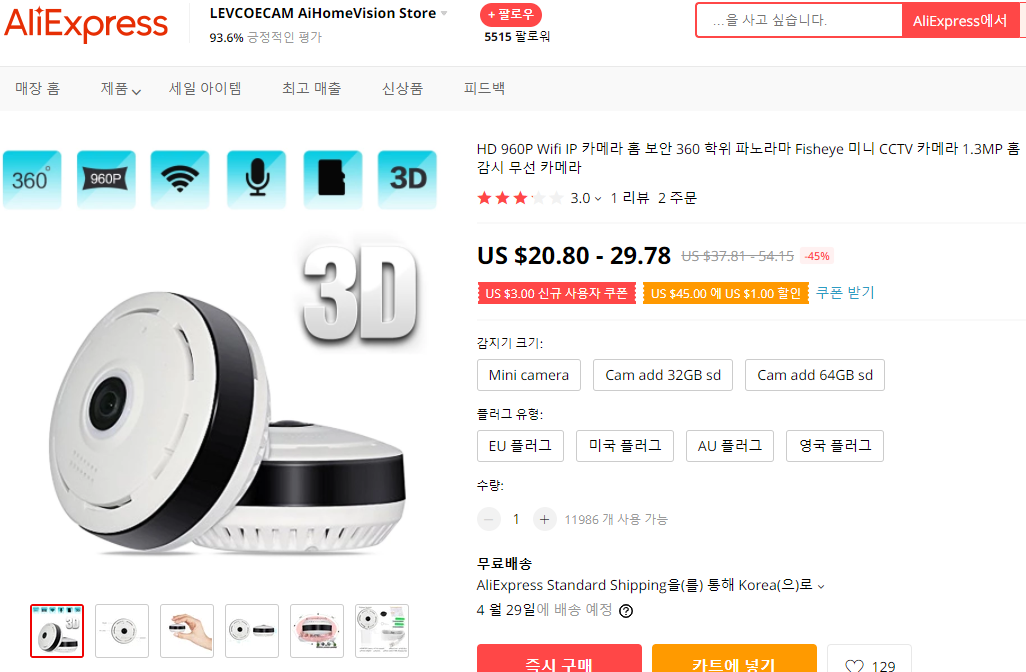 AliExpress
LEVCOECAM AiHomeVision Store
93.6% 긍정적인 평가
+ 팔로우
5515 팔로워
...을 사고 싶습니다.
AliExpress에서
매장 홈
제품
세일 아이템
최고 매출
신상품
피드백
360°
960P
3D
3D
HD 960P Wifi IP 카메라 홈 보안 360 학위 파노라마 Fisheye 미니 CCTV 카메라 1.3MP 홈
감시 무선 카메라
3.0
1 리뷰
2 주문
US $20.80 - 29.78
US $37.81 - 54.15
-45%
US $3.00 신규 사용자 쿠폰
US $45.00 에 US $1.00 할인
쿠폰 받기
감지기 크기:
Mini camera
Cam add 32GB sd
Cam add 64GB sd
플러그 유형:
EU 플러그
미국 플러그
AU 플러그
영국 플러그
수량:
− 1 +
11986 개 사용 가능
무료배송
AliExpress Standard Shipping을(를) 통해 Korea(으)로
4 월 29일에 배송 예정 ?
3D
즉시 구매
카트에 넣기
129